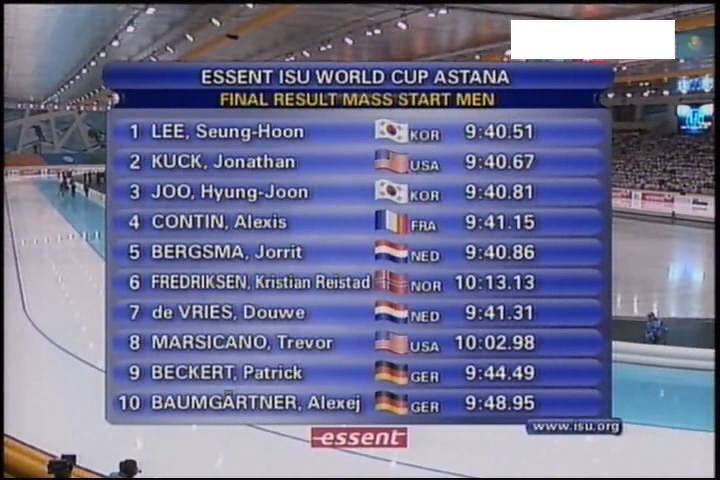 ESSENT ISU WORLD CUP ASTANA
FINAL RESULT MASS START MEN
1 LEE, Seung-Hoon KOR 9:40.51
2 KUCK, Jonathan USA 9:40.67
3 JOO, Hyung-Joon KOR 9:40.81
4 CONTIN, Alexis FRA 9:41.15
5 BERGSMA, Jorrit NED 9:40.86
6 FREDRIKSEN, Kristian Reistad NOR 10:13.13
7 de VRIES, Douwe NED 9:41.31
8 MARSICANO, Trevor USA 10:02.98
9 BECKERT, Patrick GER 9:44.49
10 BAUMGÄRTNER, Alexej GER 9:48.95
www.isu.org
essent